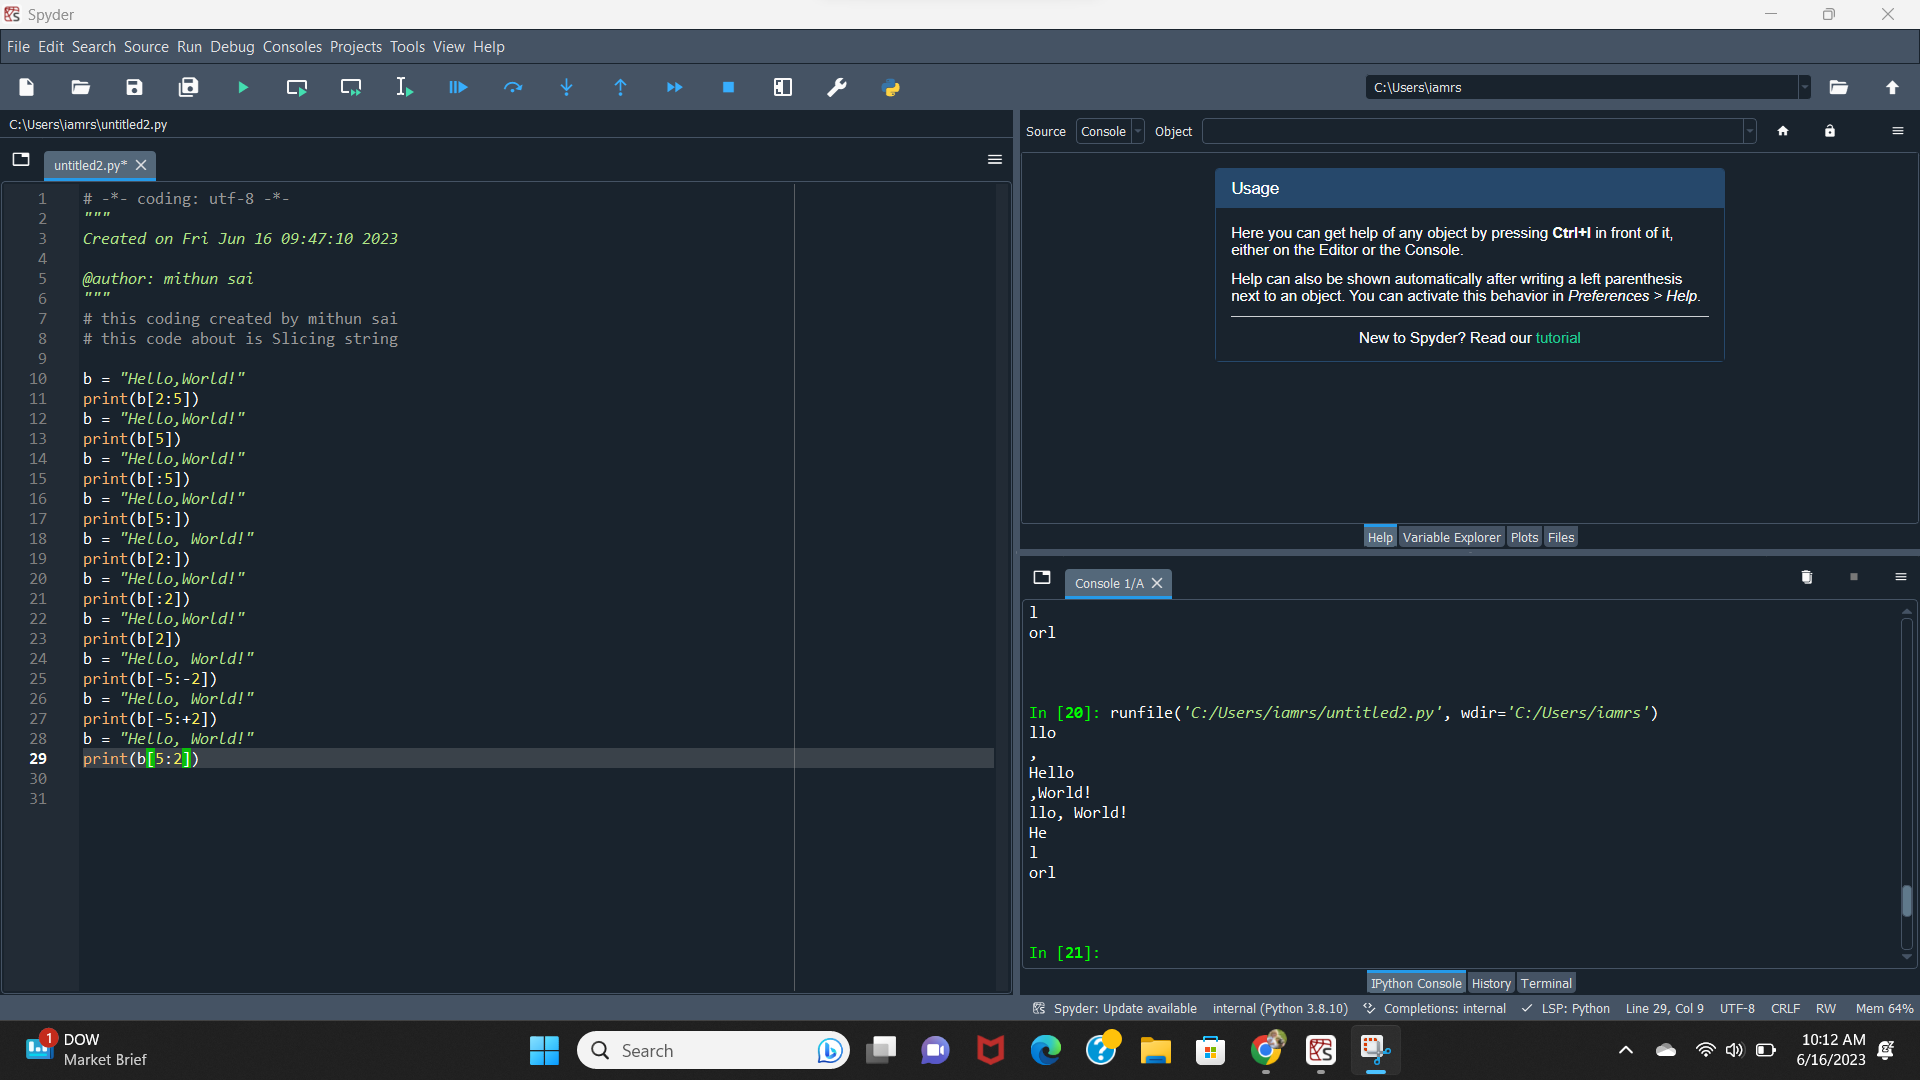 Spyder
File Edit Search Source Run Debug Consoles Projects Tools View Help
C:\Users\iamrs
C:\Users\iamrs\untitled2.py
untitled2.py*
1 # -*- coding: utf-8 -*-
2 """
3 Created on Fri Jun 16 09:47:10 2023
4
5 @author: mithun sai
6 """
7 # this coding created by mithun sai
8 # this code about is Slicing string
9
10 b = "Hello,World!"
11 print(b[2:5])
12 b = "Hello,World!"
13 print(b[5])
14 b = "Hello,World!"
15 print(b[:5])
16 b = "Hello,World!"
17 print(b[5:])
18 b = "Hello, World!"
19 print(b[2:])
20 b = "Hello,World!"
21 print(b[:2])
22 b = "Hello,World!"
23 print(b[2])
24 b = "Hello, World!"
25 print(b[-5:-2])
26 b = "Hello, World!"
27 print(b[-5:+2])
28 b = "Hello, World!"
29 print(b[5:2])
30
31
Source Console Object
Usage
Here you can get help of any object by pressing Ctrl+I in front of it,
either on the Editor or the Console.
Help can also be shown automatically after writing a left parenthesis
next to an object. You can activate this behavior in Preferences > Help.
New to Spyder? Read our tutorial
Help Variable Explorer Plots Files
Console 1/A
l
orl
In [20]: runfile('C:/Users/iamrs/untitled2.py', wdir='C:/Users/iamrs')
llo
,
Hello
,World!
llo, World!
He
l
orl
In [21]:
IPython Console History Terminal
Spyder: Update available internal (Python 3.8.10) Completions: internal LSP: Python Line 29, Col 9 UTF-8 CRLF RW Mem 64%
1
DOW
Market Brief
Search
10:12 AM
6/16/2023